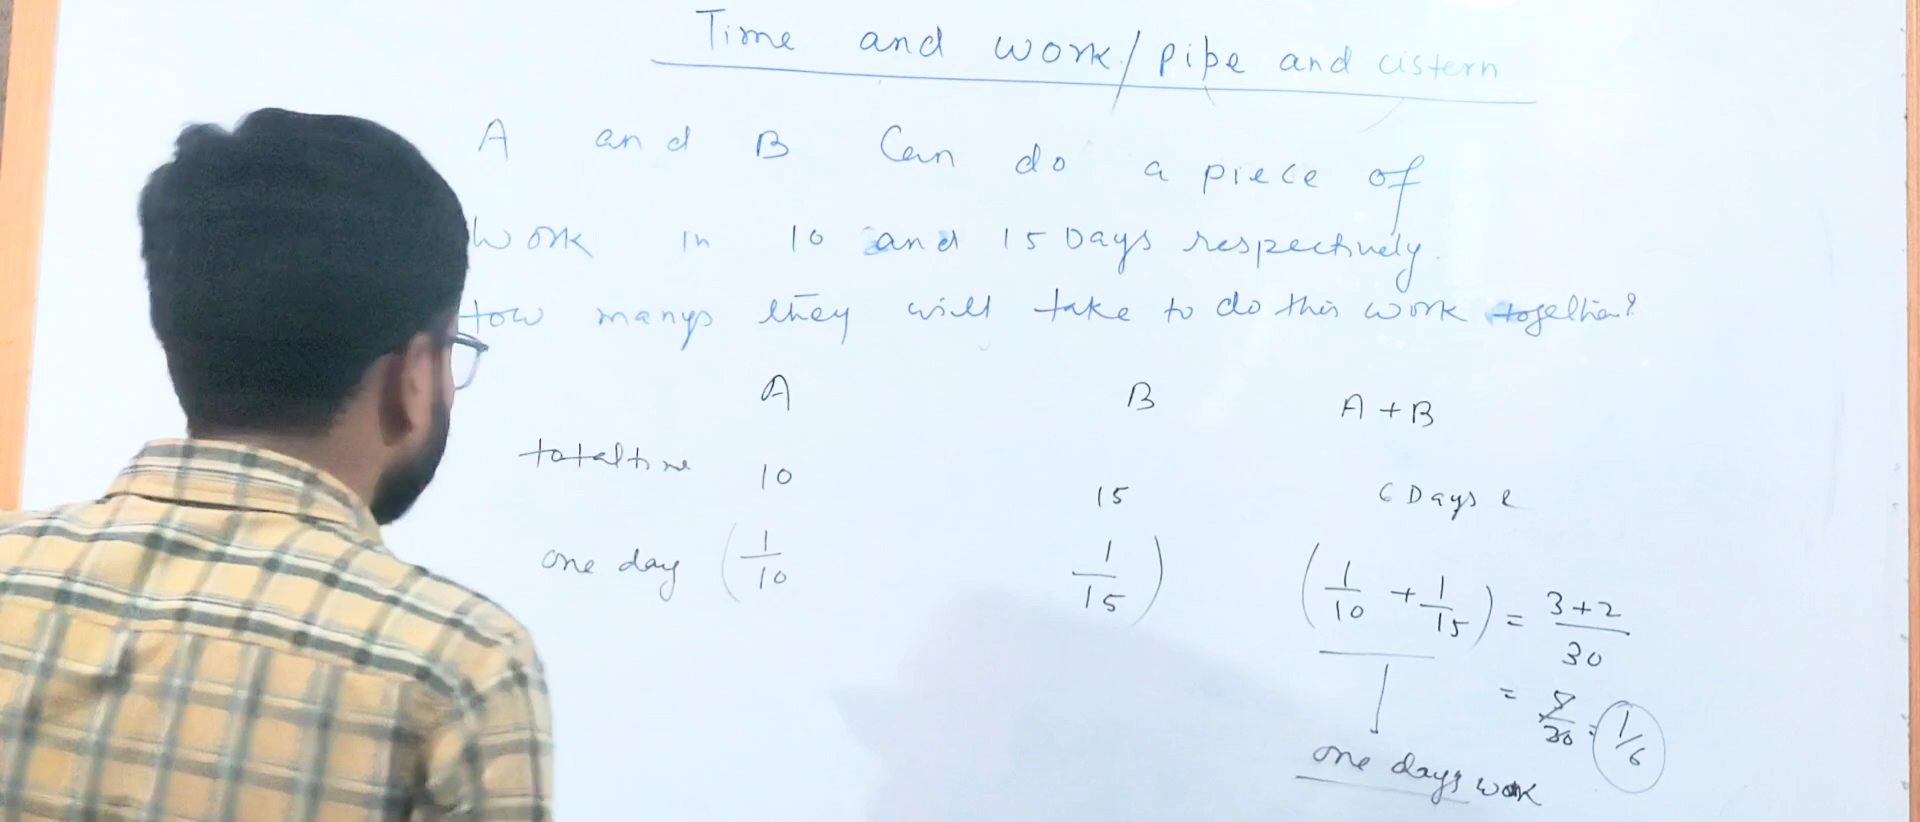 Time and work/pipe and cistern
A and B Can do a piece of
work in 10 and 15 Days respectively.
How manys they will take to do this work together?
A B A+B
total time 10 15 6 Days
one day (1/10 1/15) (1/10 + 1/15) = 3+2/30
= 5/30 = 1/6
one days work